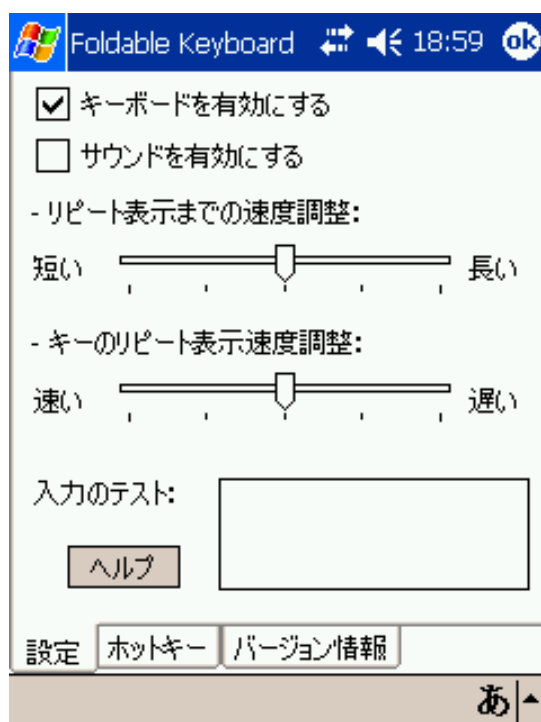 Foldable Keyboard 18:59 ok
キーボードを有効にする
サウンドを有効にする
- リピート表示までの速度調整:
短い 長い
- キーのリピート表示速度調整:
速い 遅い
入力のテスト:
ヘルプ
設定 ホットキー バージョン情報
あ